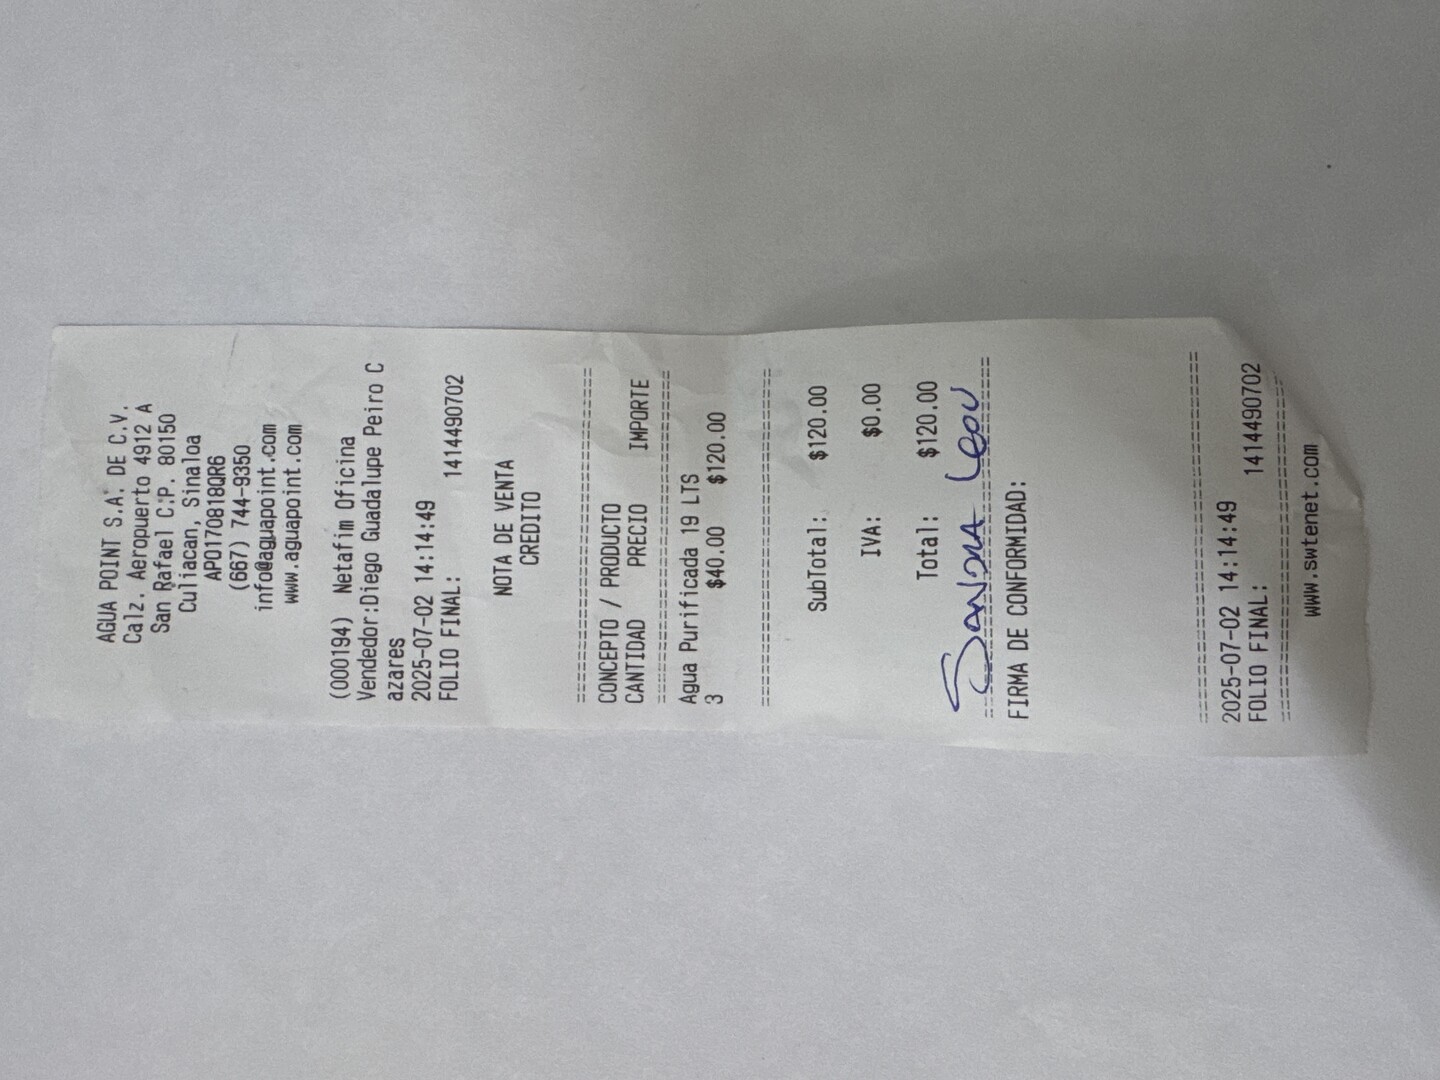 AGUA POINT S.A. DE C.V.
Calz. Aeropuerto 4912 A
San Rafael C.P. 80150
Culiacan, Sinaloa
APO170818QR6
(667) 744-9350
info@aguapoint.com
www.aguapoint.com
(000194) Netafim Oficina
Vendedor:Diego Guadalupe Peiro C
azares
2025-07-02 14:14:49
FOLIO FINAL: 1414490702
NOTA DE VENTA
CREDITO
================================
CONCEPTO / PRODUCTO
CANTIDAD PRECIO IMPORTE
================================
Agua Purificada 19 LTS
3 $40.00 $120.00
================================
SubTotal: $120.00
IVA: $0.00
Total: $120.00
Sandra Leon
================================
FIRMA DE CONFORMIDAD:
================================
2025-07-02 14:14:49
FOLIO FINAL: 1414490702
================================
www.swtenet.com